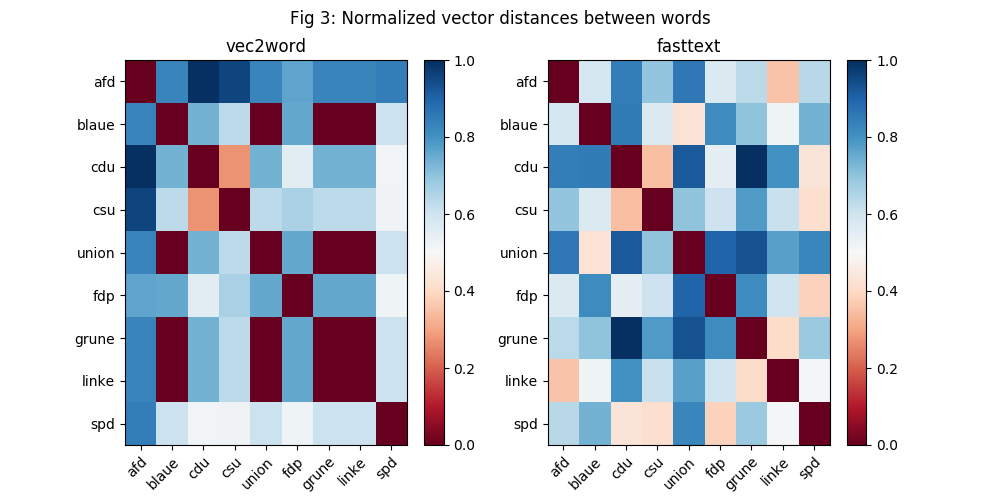 Fig 3: Normalized vector distances between words
vec2word
afd
blaue
cdu
csu
union
fdp
grune
linke
spd
afd
blaue
cdu
csu
union
fdp
grune
linke
spd
1.0
0.8
0.6
0.4
0.2
0.0
fasttext
afd
blaue
cdu
csu
union
fdp
grune
linke
spd
afd
blaue
cdu
csu
union
fdp
grune
linke
spd
1.0
0.8
0.6
0.4
0.2
0.0